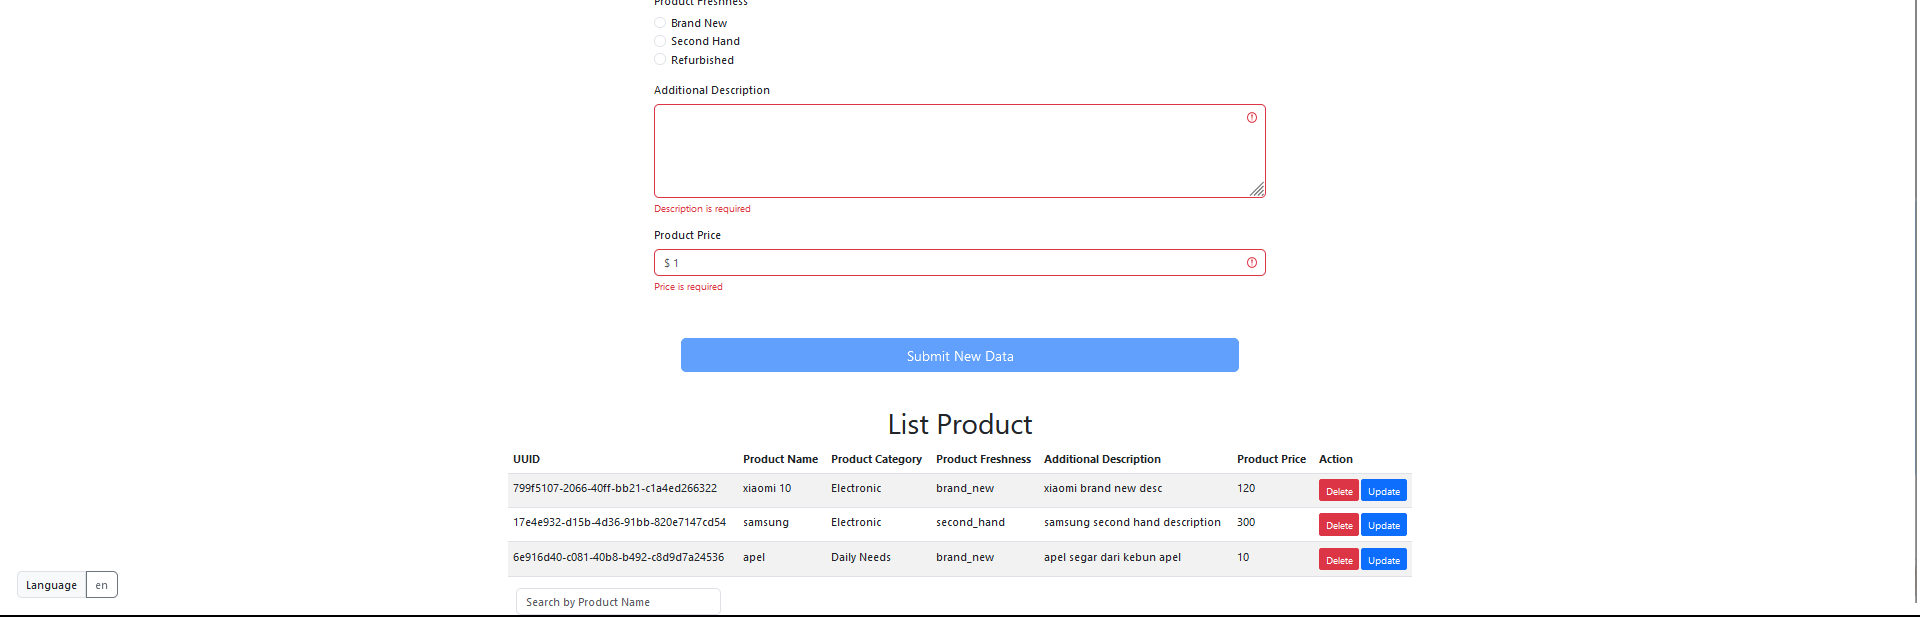 Product Freshness
Brand New
Second Hand
Refurbished
Additional Description
Description is required
Product Price
$ 1
Price is required
Submit New Data
List Product
UUID Product Name Product Category Product Freshness Additional Description Product Price Action
799f5107-2066-40ff-bb21-c1a4ed266322 xiaomi 10 Electronic brand_new xiaomi brand new desc 120 Delete Update
17e4e932-d15b-4d36-91bb-820e7147cd54 samsung Electronic second_hand samsung second hand description 300 Delete Update
6e916d40-c081-40b8-b492-c8d9d7a24536 apel Daily Needs brand_new apel segar dari kebun apel 10 Delete Update
Language en
Search by Product Name